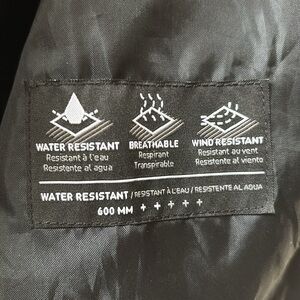 WATER RESISTANT BREATHABLE WIND RESISTANT
Resistant à l'eau Respirant Resistant au vent
Resistente al agua Transpirable Resistente al viento
WATER RESISTANT / RESISTANT À L'EAU / RESISTENTE AL AGUA
600 MM + + + + +